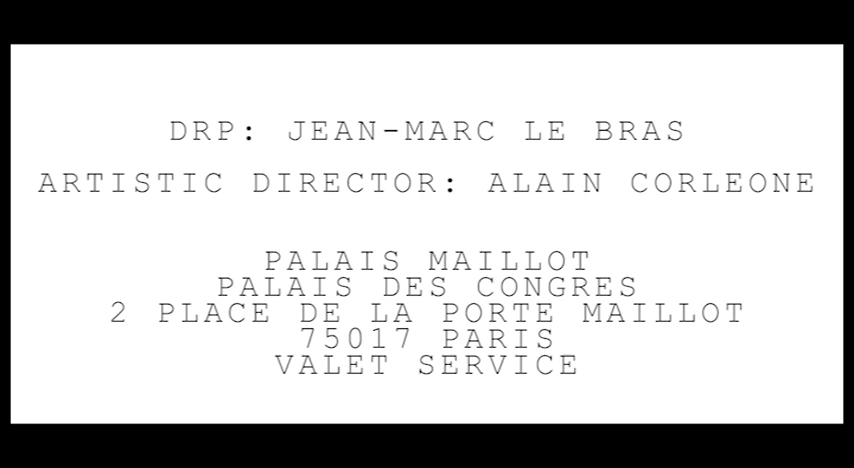 DRP: JEAN-MARC LE BRAS
ARTISTIC DIRECTOR: ALAIN CORLEONE
PALAIS MAILLOT
PALAIS DES CONGRES
2 PLACE DE LA PORTE MAILLOT
75017 PARIS
VALET SERVICE